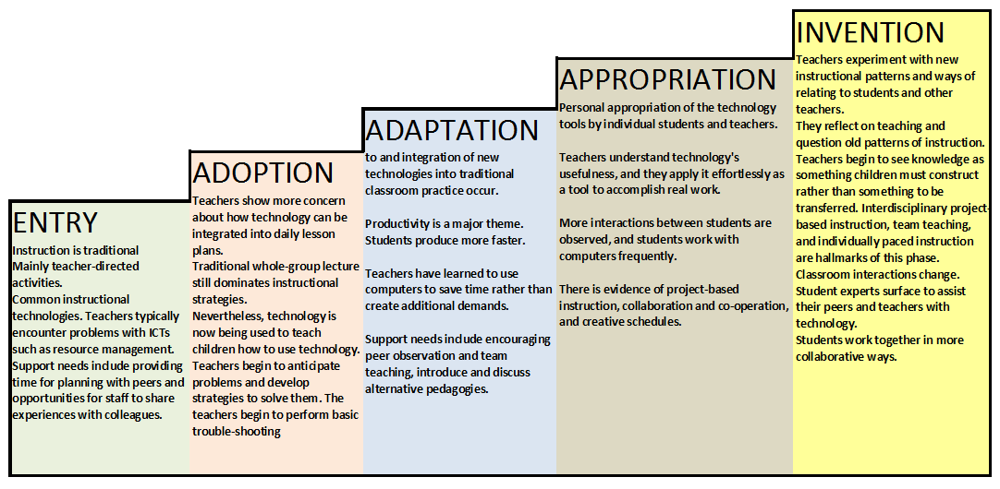 ENTRY
Instruction is traditional
Mainly teacher-directed
activities.
Common instructional
technologies. Teachers typically
encounter problems with ICTs
such as resource management.
Support needs include providing
time for planning with peers and
opportunities for staff to share
experiences with colleagues.
ADOPTION
Teachers show more concern
about how technology can be
integrated into daily lesson
plans.
Traditional whole-group lecture
still dominates instructional
strategies.
Nevertheless, technology is
now being used to teach
children how to use technology.
Teachers begin to anticipate
problems and develop
strategies to solve them. The
teachers begin to perform basic
trouble-shooting
ADAPTATION
to and integration of new
technologies into traditional
classroom practice occur.
Productivity is a major theme.
Students produce more faster.
Teachers have learned to use
computers to save time rather than
create additional demands.
Support needs include encouraging
peer observation and team
teaching, introduce and discuss
alternative pedagogies.
APPROPRIATION
Personal appropriation of the technology
tools by individual students and teachers.
Teachers understand technology's
usefulness, and they apply it effortlessly as
a tool to accomplish real work.
More interactions between students are
observed, and students work with
computers frequently.
There is evidence of project-based
instruction, collaboration and co-operation,
and creative schedules.
INVENTION
Teachers experiment with new
instructional patterns and ways of
relating to students and other
teachers.
They reflect on teaching and
question old patterns of instruction.
Teachers begin to see knowledge as
something children must construct
rather than something to be
transferred. Interdisciplinary project-
based instruction, team teaching,
and individually paced instruction
are hallmarks of this phase.
Classroom interactions change.
Student experts surface to assist
their peers and teachers with
technology.
Students work together in more
collaborative ways.